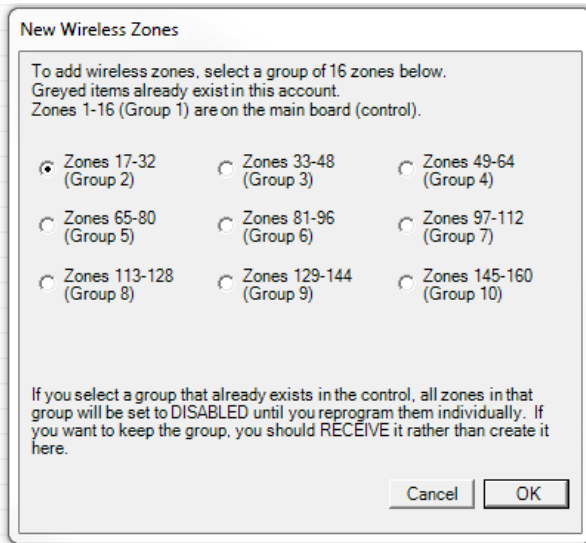 New Wireless Zones
To add wireless zones, select a group of 16 zones below.
Greyed items already exist in this account.
Zones 1-16 (Group 1) are on the main board (control).
Zones 17-32 Zones 33-48 Zones 49-64
(Group 2) (Group 3) (Group 4)
Zones 65-80 Zones 81-96 Zones 97-112
(Group 5) (Group 6) (Group 7)
Zones 113-128 Zones 129-144 Zones 145-160
(Group 8) (Group 9) (Group 10)
If you select a group that already exists in the control, all zones in that
group will be set to DISABLED until you reprogram them individually. If
you want to keep the group, you should RECEIVE it rather than create it
here.
Cancel OK